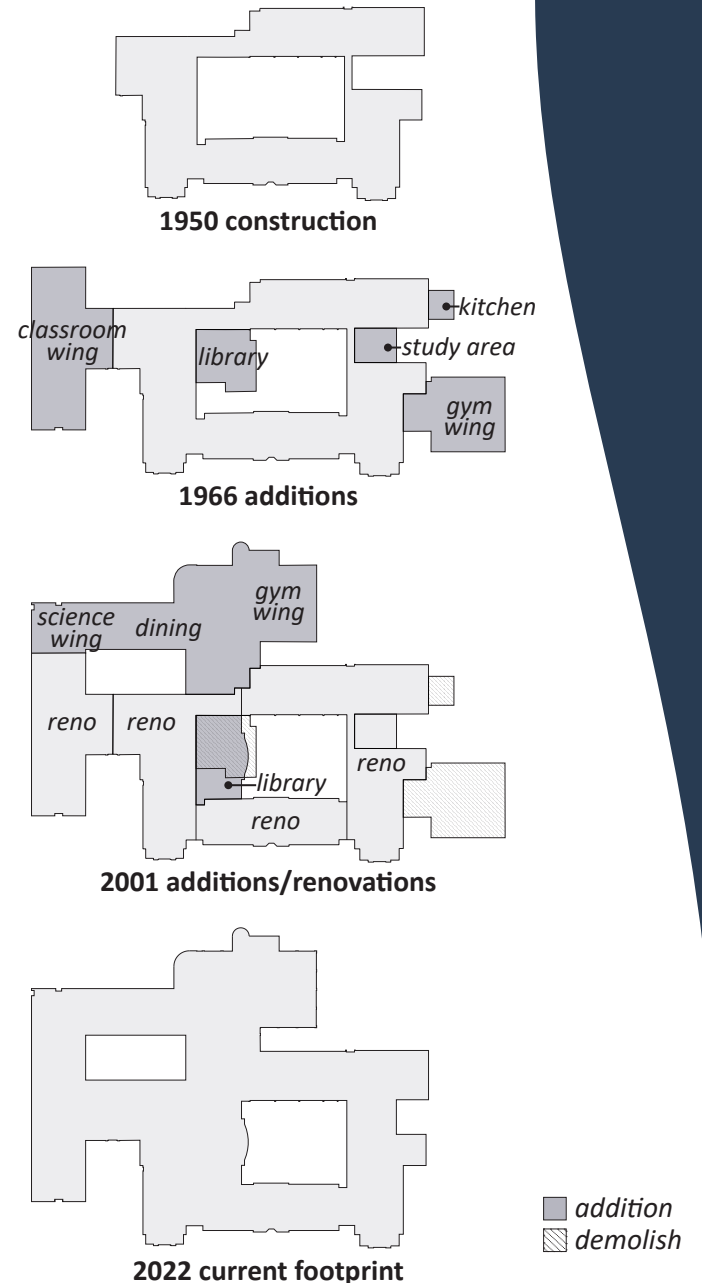 1950 construction
classroom
wing
library
kitchen
study area
gym
wing
1966 additions
science
wing
dining
gym
wing
reno
reno
reno
library
reno
2001 additions/renovations
2022 current footprint
addition
demolish